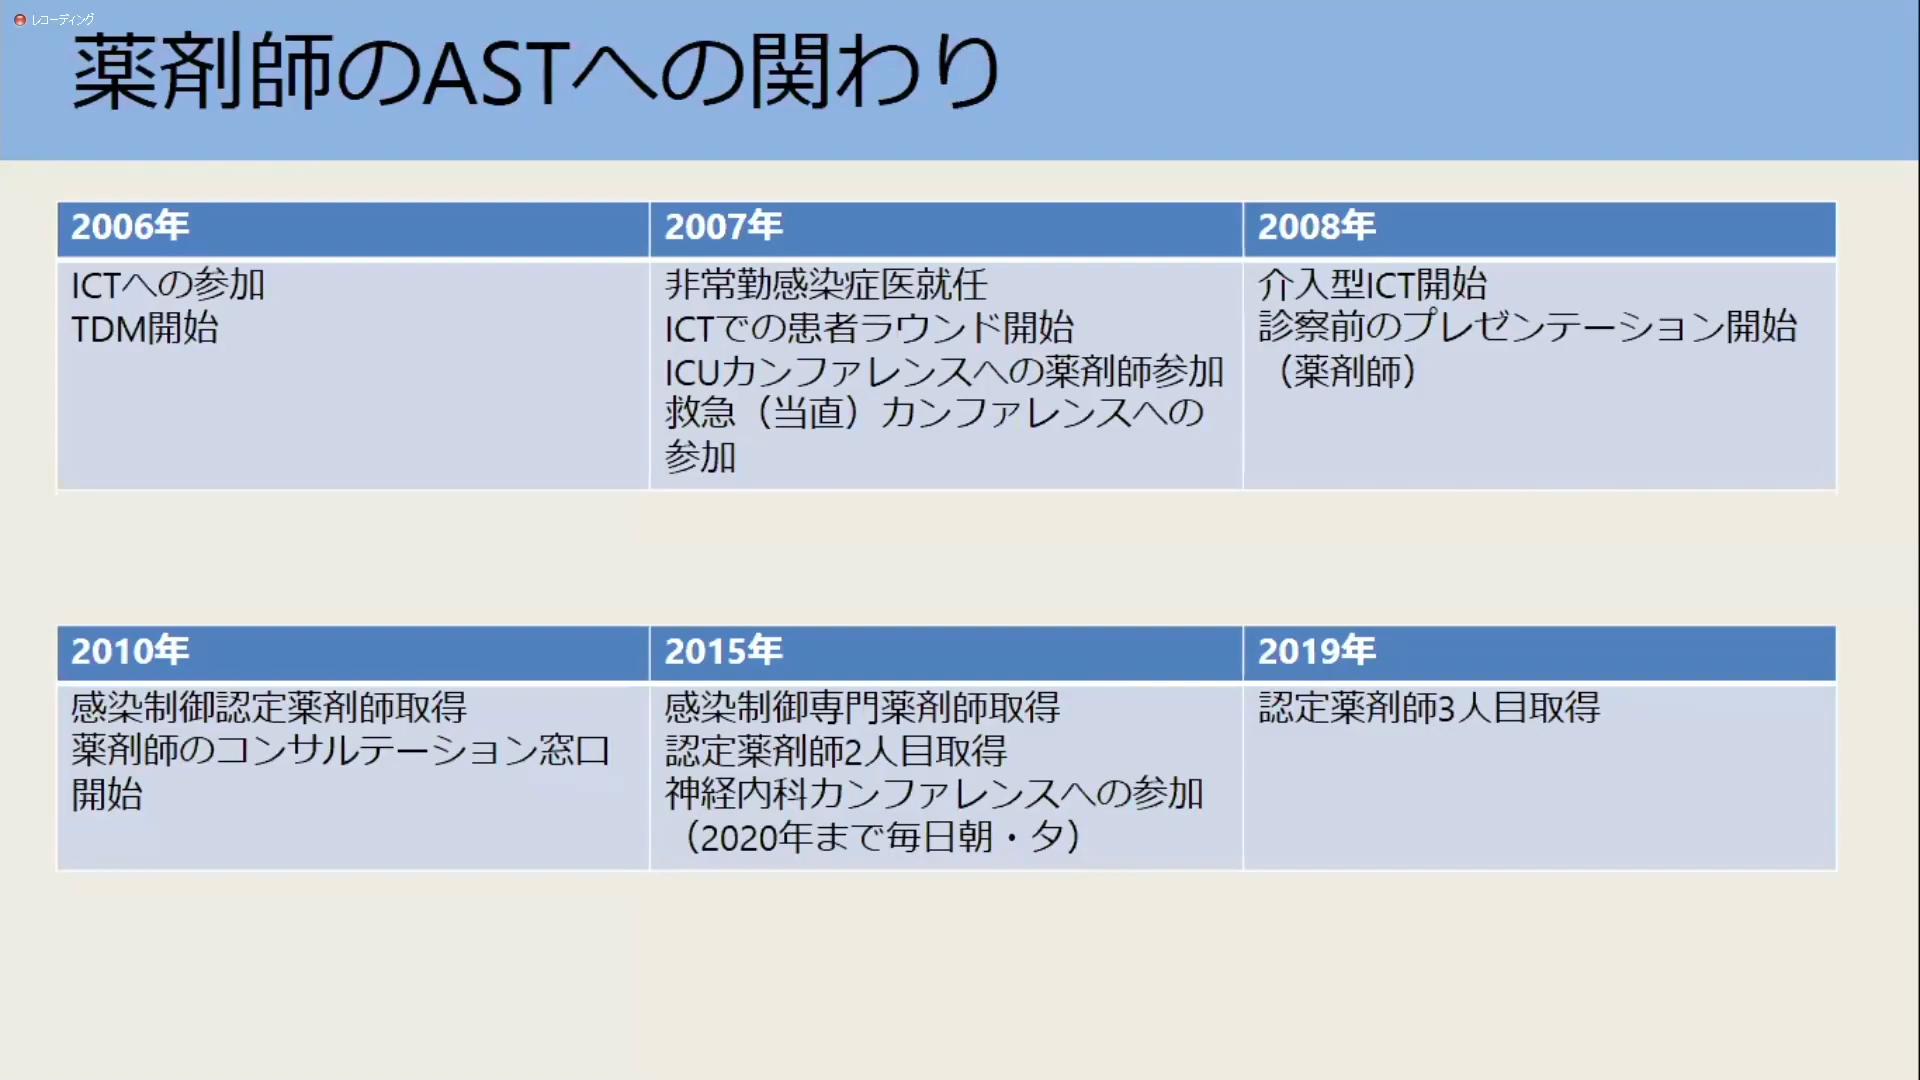 レコーディング
薬剤師のASTへの関わり
2006年
2007年
2008年
ICTへの参加
TDM開始
非常勤感染症医就任
ICTでの患者ラウンド開始
ICUカンファレンスへの薬剤師参加
救急（当直）カンファレンスへの
参加
介入型ICT開始
診察前のプレゼンテーション開始
（薬剤師）
2010年
2015年
2019年
感染制御認定薬剤師取得
薬剤師のコンサルテーション窓口
開始
感染制御専門薬剤師取得
認定薬剤師2人目取得
神経内科カンファレンスへの参加
（2020年まで毎日朝・夕）
認定薬剤師3人目取得